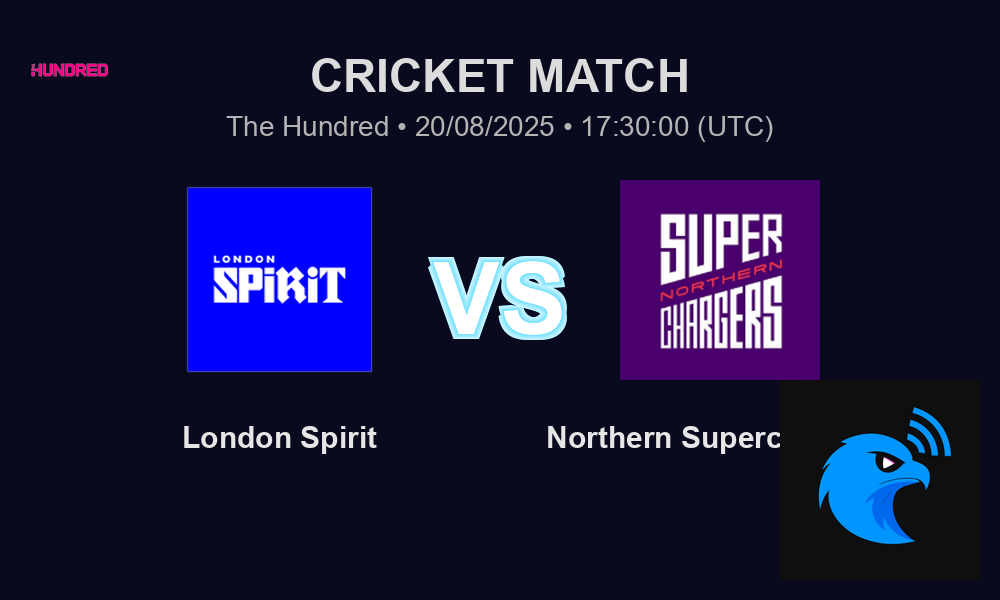 HUNDRED
CRICKET MATCH
The Hundred • 20/08/2025 • 17:30:00 (UTC)
LONDON
SPiRiT
VS
SUPER
NORTHERN
CHARGERS
London Spirit
Northern Superc